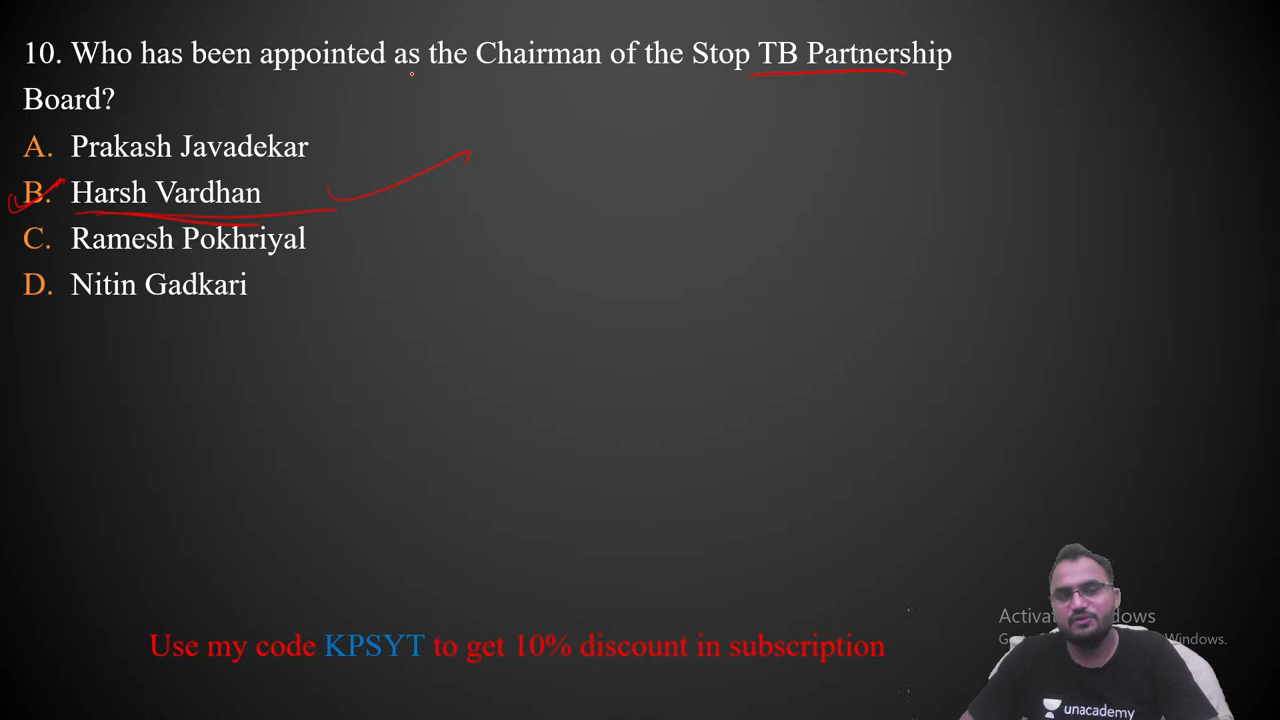 10. Who has been appointed as the Chairman of the Stop TB Partnership
Board?
A. Prakash Javadekar
B. Harsh Vardhan
C. Ramesh Pokhriyal
D. Nitin Gadkari
Use my code KPSYT to get 10% discount in subscription
Windows.
unacademy